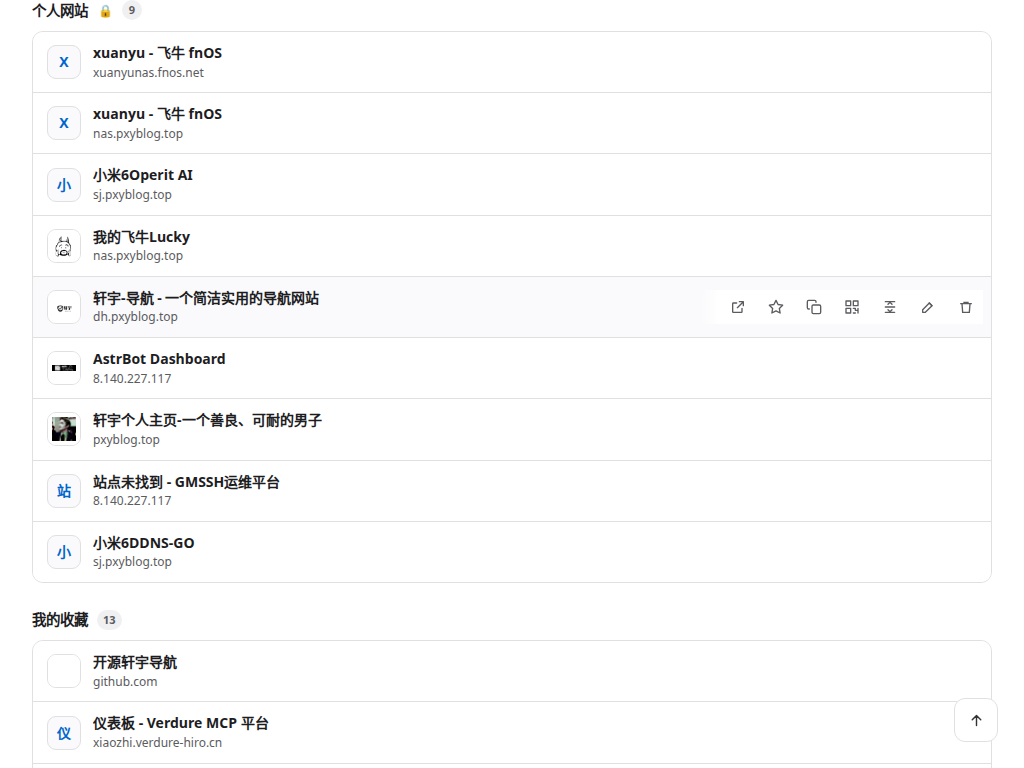 个人网站 🔒 9
X
xuanyu - 飞牛 fnOS
xuanyunas.fnos.net
X
xuanyu - 飞牛 fnOS
nas.pxyblog.top
小
小米6Operit AI
sj.pxyblog.top
我的飞牛Lucky
nas.pxyblog.top
轩宇-导航 - 一个简洁实用的导航网站
dh.pxyblog.top
AstrBot Dashboard
8.140.227.117
轩宇个人主页-一个善良、可耐的男子
pxyblog.top
站
站点未找到 - GMSSH运维平台
8.140.227.117
小
小米6DDNS-GO
sj.pxyblog.top
我的收藏 13
开源轩宇导航
github.com
仪
仪表板 - Verdure MCP 平台
xiaozhi.verdure-hiro.cn